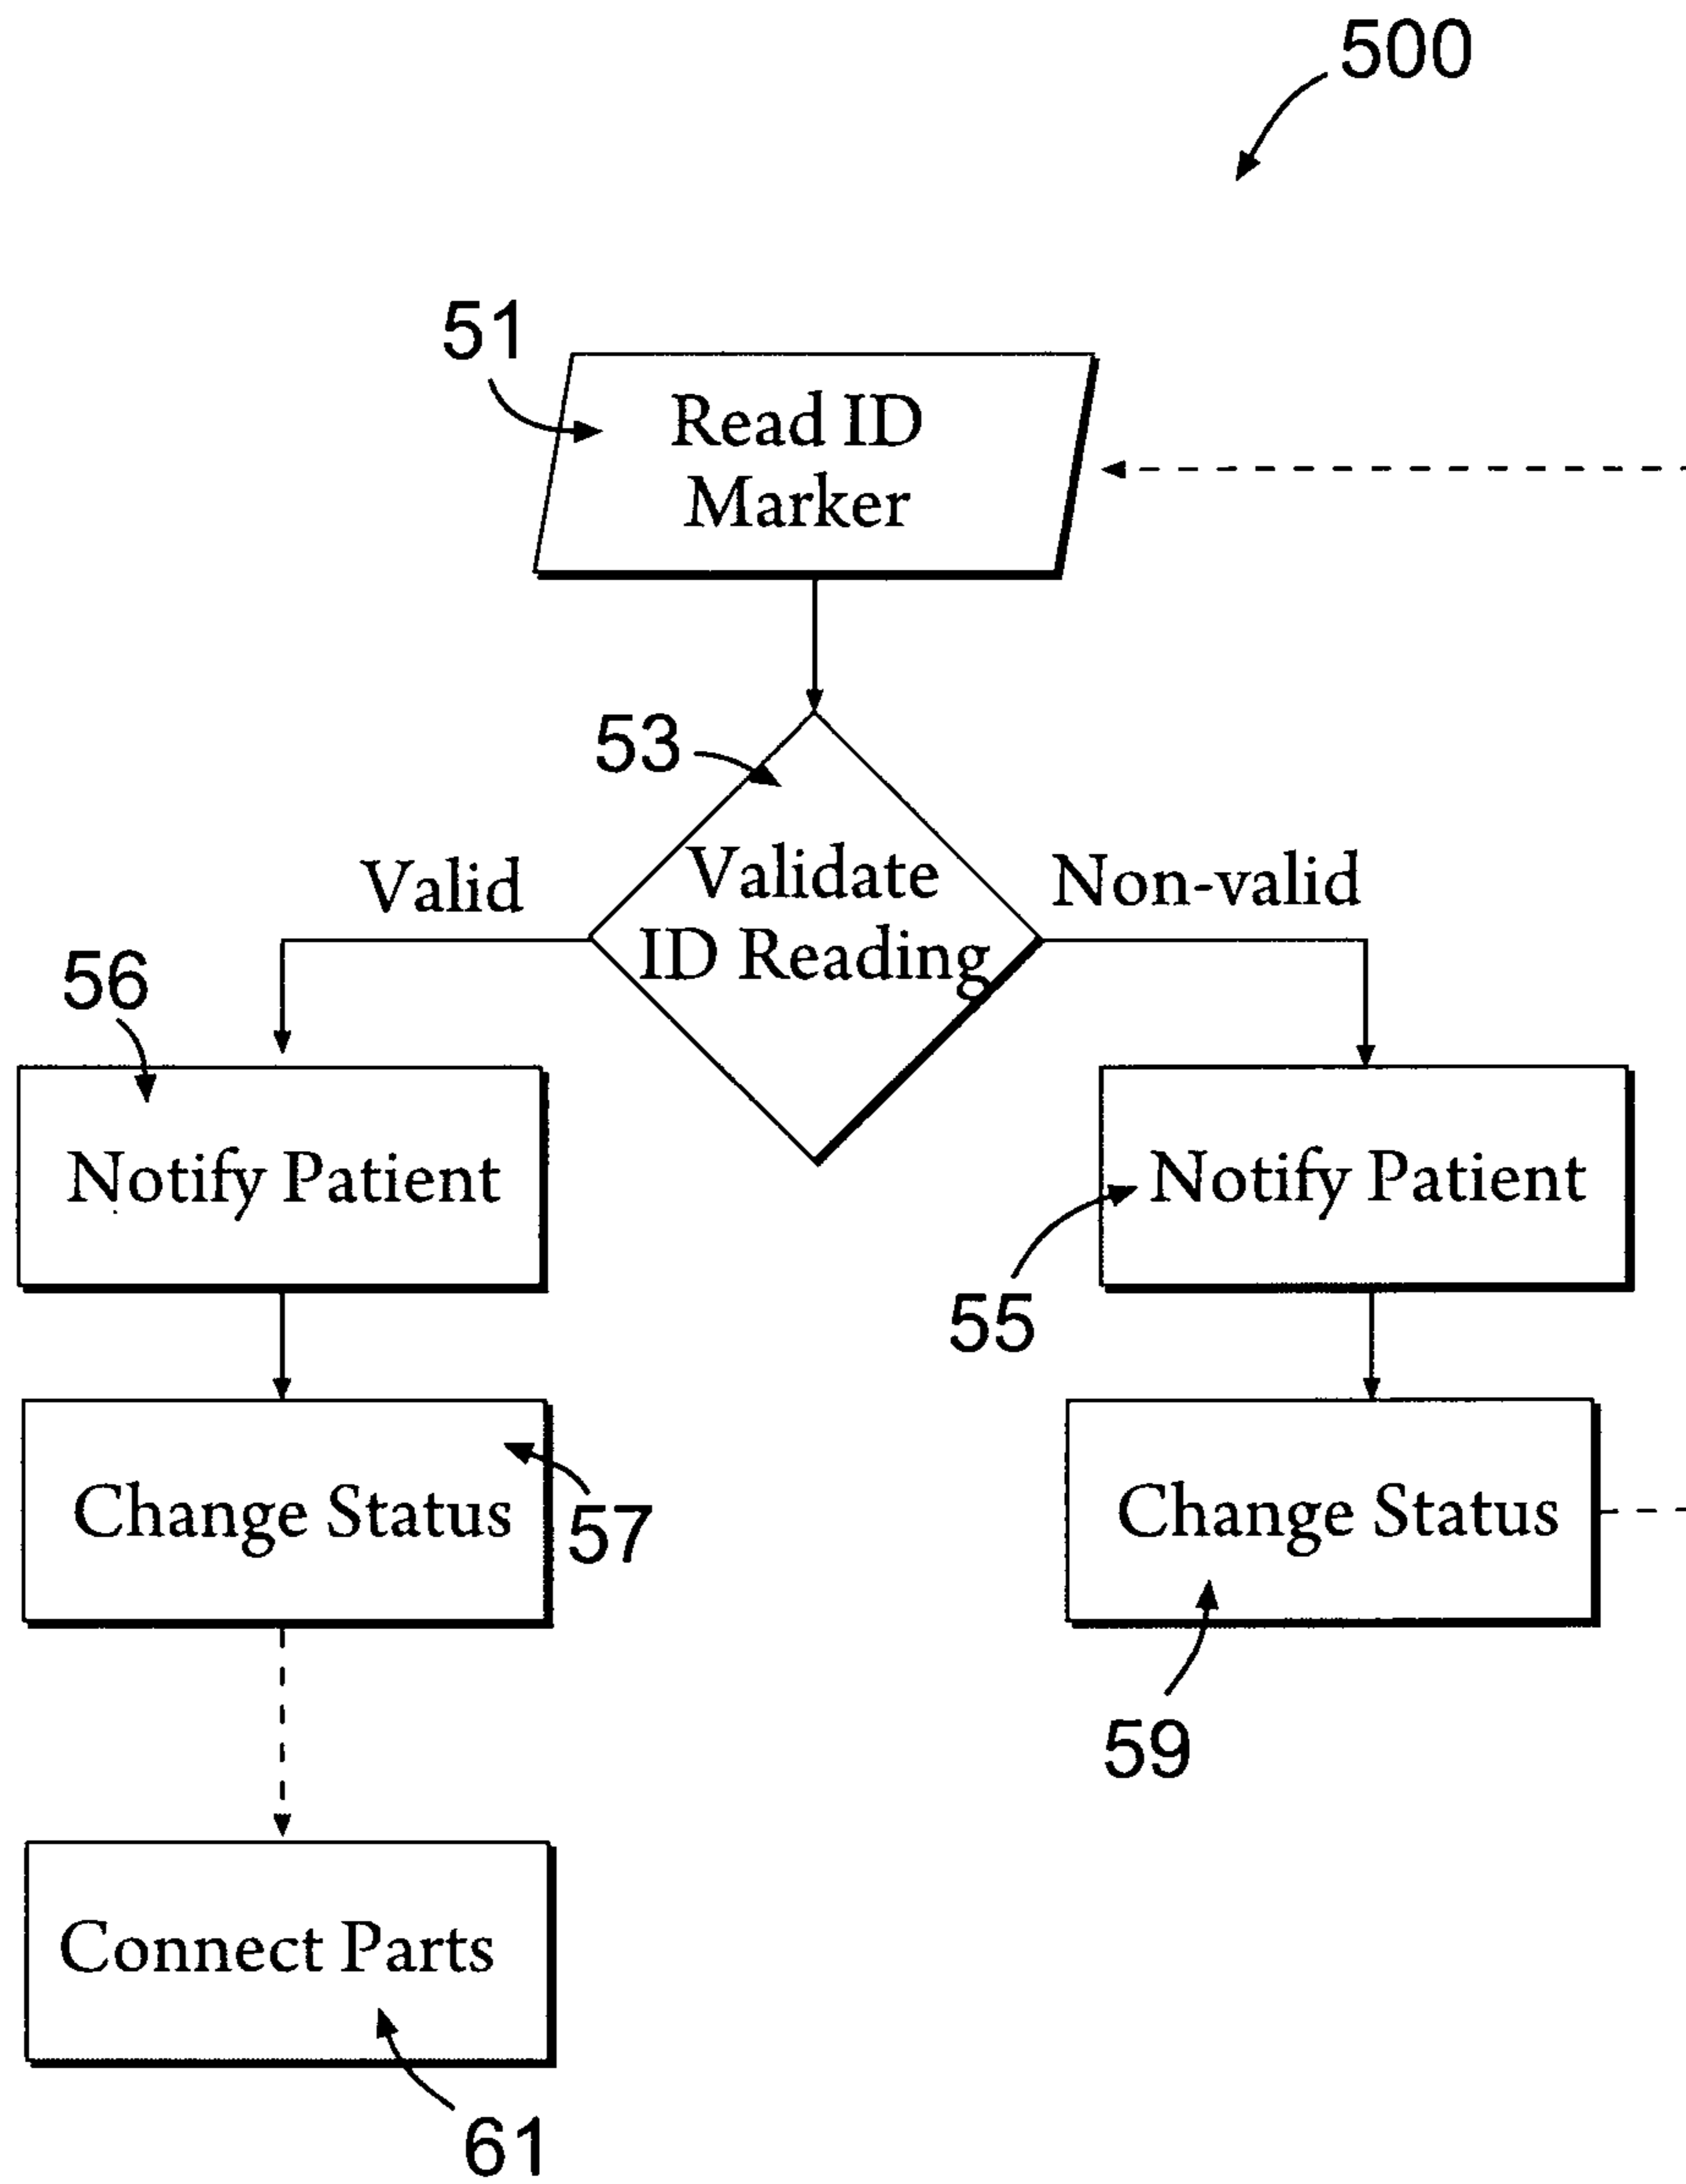 500
51
Read ID
Marker
53
Valid
Validate
ID Reading
Non-valid
56
Notify Patient
Notify Patient
55
Change Status
57
Change Status
59
Connect Parts
61